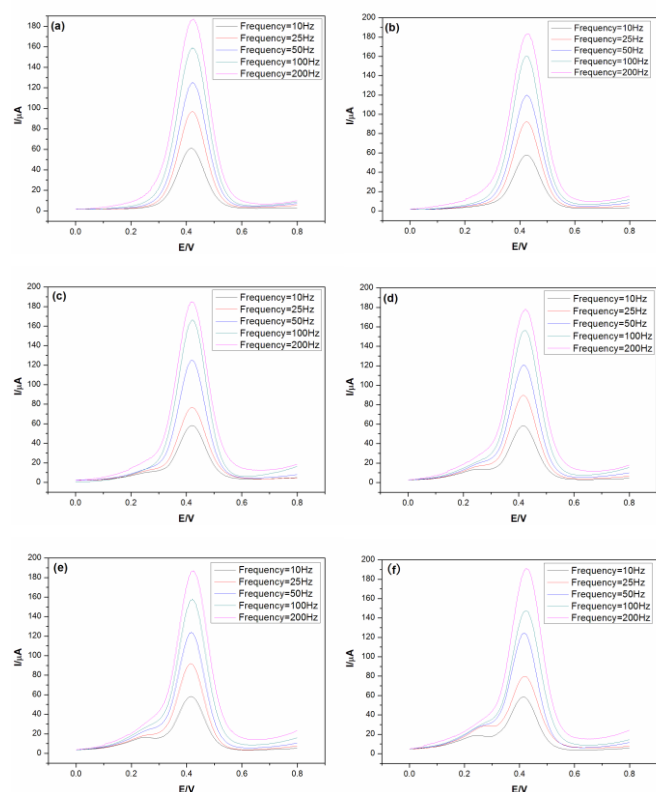 (a)
Frequency=10Hz
Frequency=25Hz
Frequency=50Hz
Frequency=100Hz
Frequency=200Hz
180
160
140
120
100
80
60
40
20
0
I/μA
0.0 0.2 0.4 0.6 0.8
E/V
(b)
Frequency=10Hz
Frequency=25Hz
Frequency=50Hz
Frequency=100Hz
Frequency=200Hz
200
180
160
140
120
100
80
60
40
20
0
I/μA
0.0 0.2 0.4 0.6 0.8
E/V
(c)
Frequency=10Hz
Frequency=25Hz
Frequency=50Hz
Frequency=100Hz
Frequency=200Hz
200
180
160
140
120
100
80
60
40
20
0
I/μA
0.0 0.2 0.4 0.6 0.8
E/V
(d)
Frequency=10Hz
Frequency=25Hz
Frequency=50Hz
Frequency=100Hz
Frequency=200Hz
200
180
160
140
120
100
80
60
40
20
0
I/μA
0.0 0.2 0.4 0.6 0.8
E/V
(e)
Frequency=10Hz
Frequency=25Hz
Frequency=50Hz
Frequency=100Hz
Frequency=200Hz
200
180
160
140
120
100
80
60
40
20
0
I/μA
0.0 0.2 0.4 0.6 0.8
E/V
(f)
Frequency=10Hz
Frequency=25Hz
Frequency=50Hz
Frequency=100Hz
Frequency=200Hz
200
180
160
140
120
100
80
60
40
20
0
I/μA
0.0 0.2 0.4 0.6 0.8
E/V